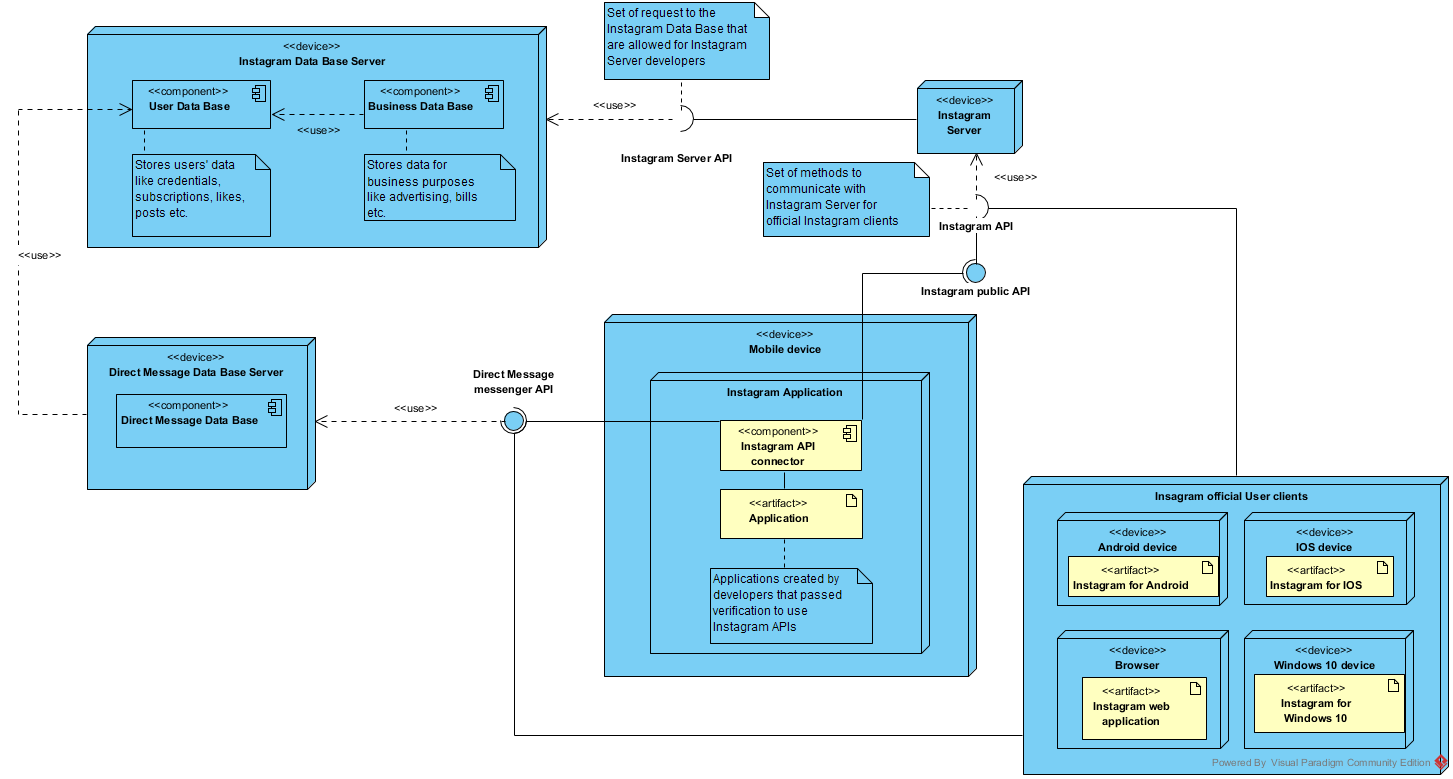 Set of request to the
Instagram Data Base that
are allowed for Instagram
Server developers
<<device>>
Instagram Data Base Server
<<component>>
User Data Base
<<component>>
Business Data Base
<<use>>
Stores users' data
like credentials,
subscriptions, likes,
posts etc.
Stores data for
business purposes
like advertising, bills
etc.
<<use>>
Instagram Server API
<<device>>
Instagram
Server
<<use>>
Set of methods to
communicate with
Instagram Server for
official Instagram clients
Instagram API
Instagram public API
<<use>>
<<device>>
Direct Message Data Base Server
<<component>>
Direct Message Data Base
<<use>>
Direct Message
messenger API
<<device>>
Mobile device
Instagram Application
<<component>>
Instagram API
connector
<<artifact>>
Application
Applications created by
developers that passed
verification to use
Instagram APIs
Insagram official User clients
<<device>>
Android device
<<artifact>>
Instagram for Android
<<device>>
IOS device
<<artifact>>
Instagram for IOS
<<device>>
Browser
<<artifact>>
Instagram web
application
<<device>>
Windows 10 device
<<artifact>>
Instagram for
Windows 10
Powered By Visual Paradigm Community Edition